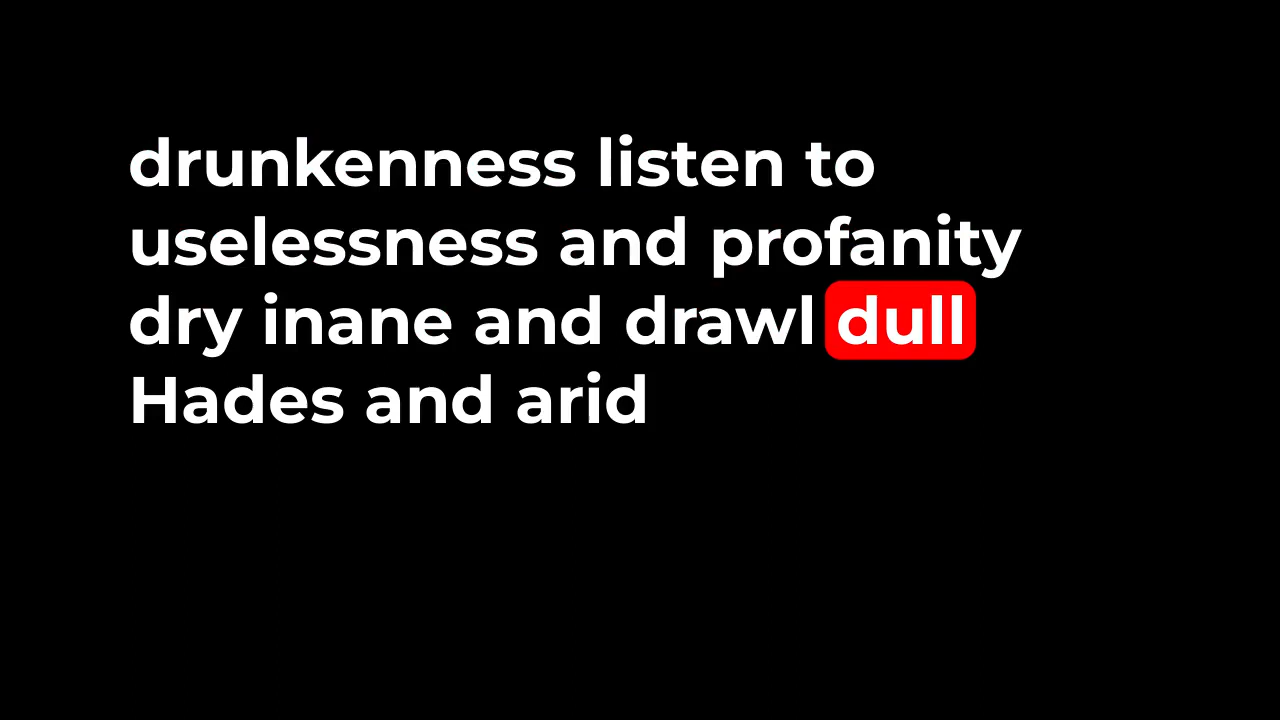 drunkenness listen to
uselessness and profanity
dry inane and drawl dull
Hades and arid